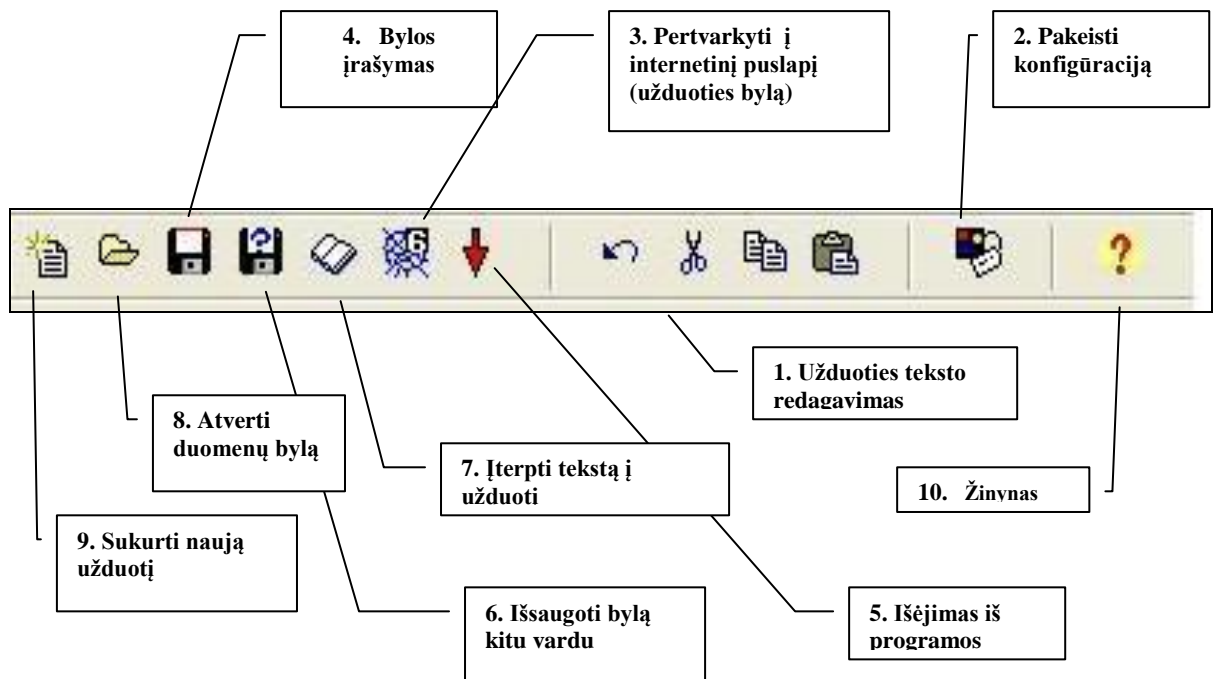 4. Bylos
įrašymas
3. Pertvarkyti į
internetinį puslapį
(užduoties bylą)
2. Pakeisti
konfigūraciją
6
?
?
1. Užduoties teksto
redagavimas
8. Atverti
duomenų bylą
7. Įterpti tekstą į
užduoti
10. Žinynas
9. Sukurti naują
užduotį
6. Išsaugoti bylą
kitu vardu
5. Išėjimas iš
programos